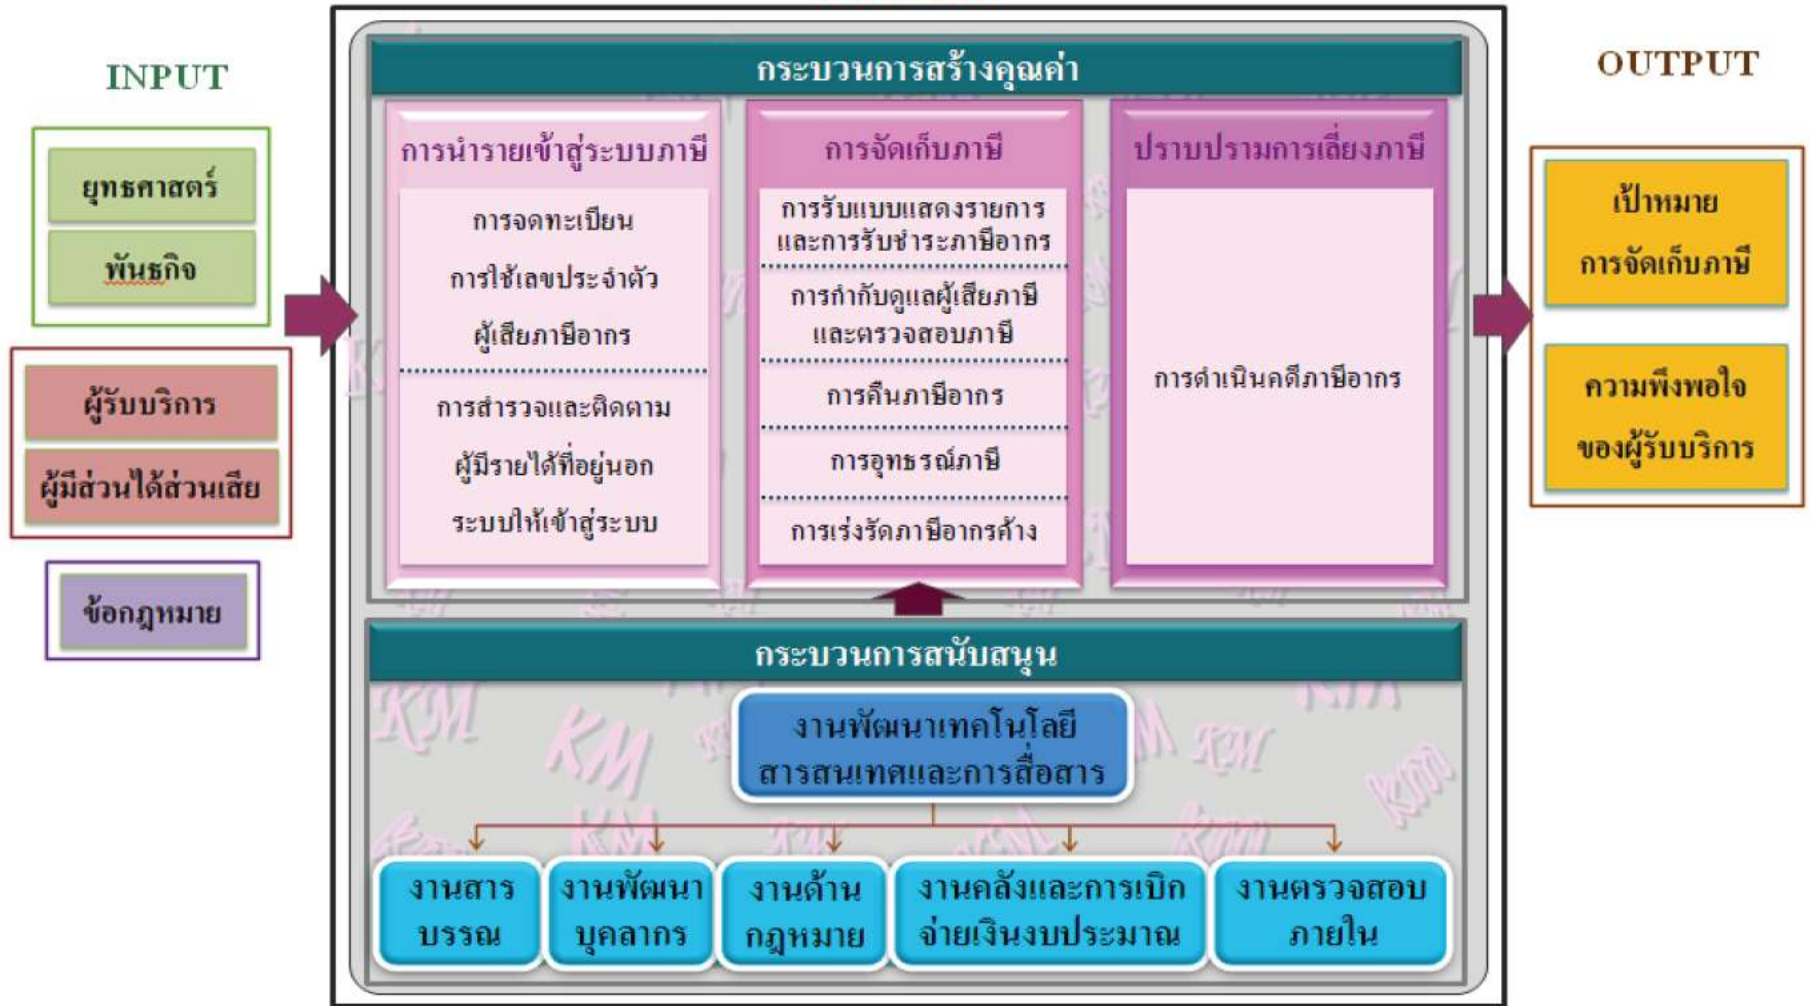 INPUT
ยุทธศาสตร์
พันธกิจ
ผู้รับบริการ
ผู้มีส่วนได้ส่วนเสีย
ข้อกฎหมาย
กระบวนการสร้างคุณค่า
การนำรายเข้าสู่ระบบภาษี
การจดทะเบียน
การใช้เลขประจำตัว
ผู้เสียภาษีอากร
การสำรวจและติดตาม
ผู้มีรายได้ที่อยู่นอก
ระบบให้เข้าสู่ระบบ
การจัดเก็บภาษี
การรับแบบแสดงรายการ
และการรับชำระภาษีอากร
การกำกับดูแลผู้เสียภาษี
และตรวจสอบภาษี
การคืนภาษีอากร
การอุทธรณ์ภาษี
การเร่งรัดภาษีอากรค้าง
ปราบปรามการเลี่ยงภาษี
การดำเนินคดีภาษีอากร
กระบวนการสนับสนุน
งานพัฒนาเทคโนโลยี
สารสนเทศและการสื่อสาร
งานสาร
บรรณ
งานพัฒนา
บุคลากร
งานด้าน
กฎหมาย
งานคลังและการเบิก
จ่ายเงินงบประมาณ
งานตรวจสอบ
ภายใน
OUTPUT
เป้าหมาย
การจัดเก็บภาษี
ความพึงพอใจ
ของผู้รับบริการ
KM
KM
KM
KM